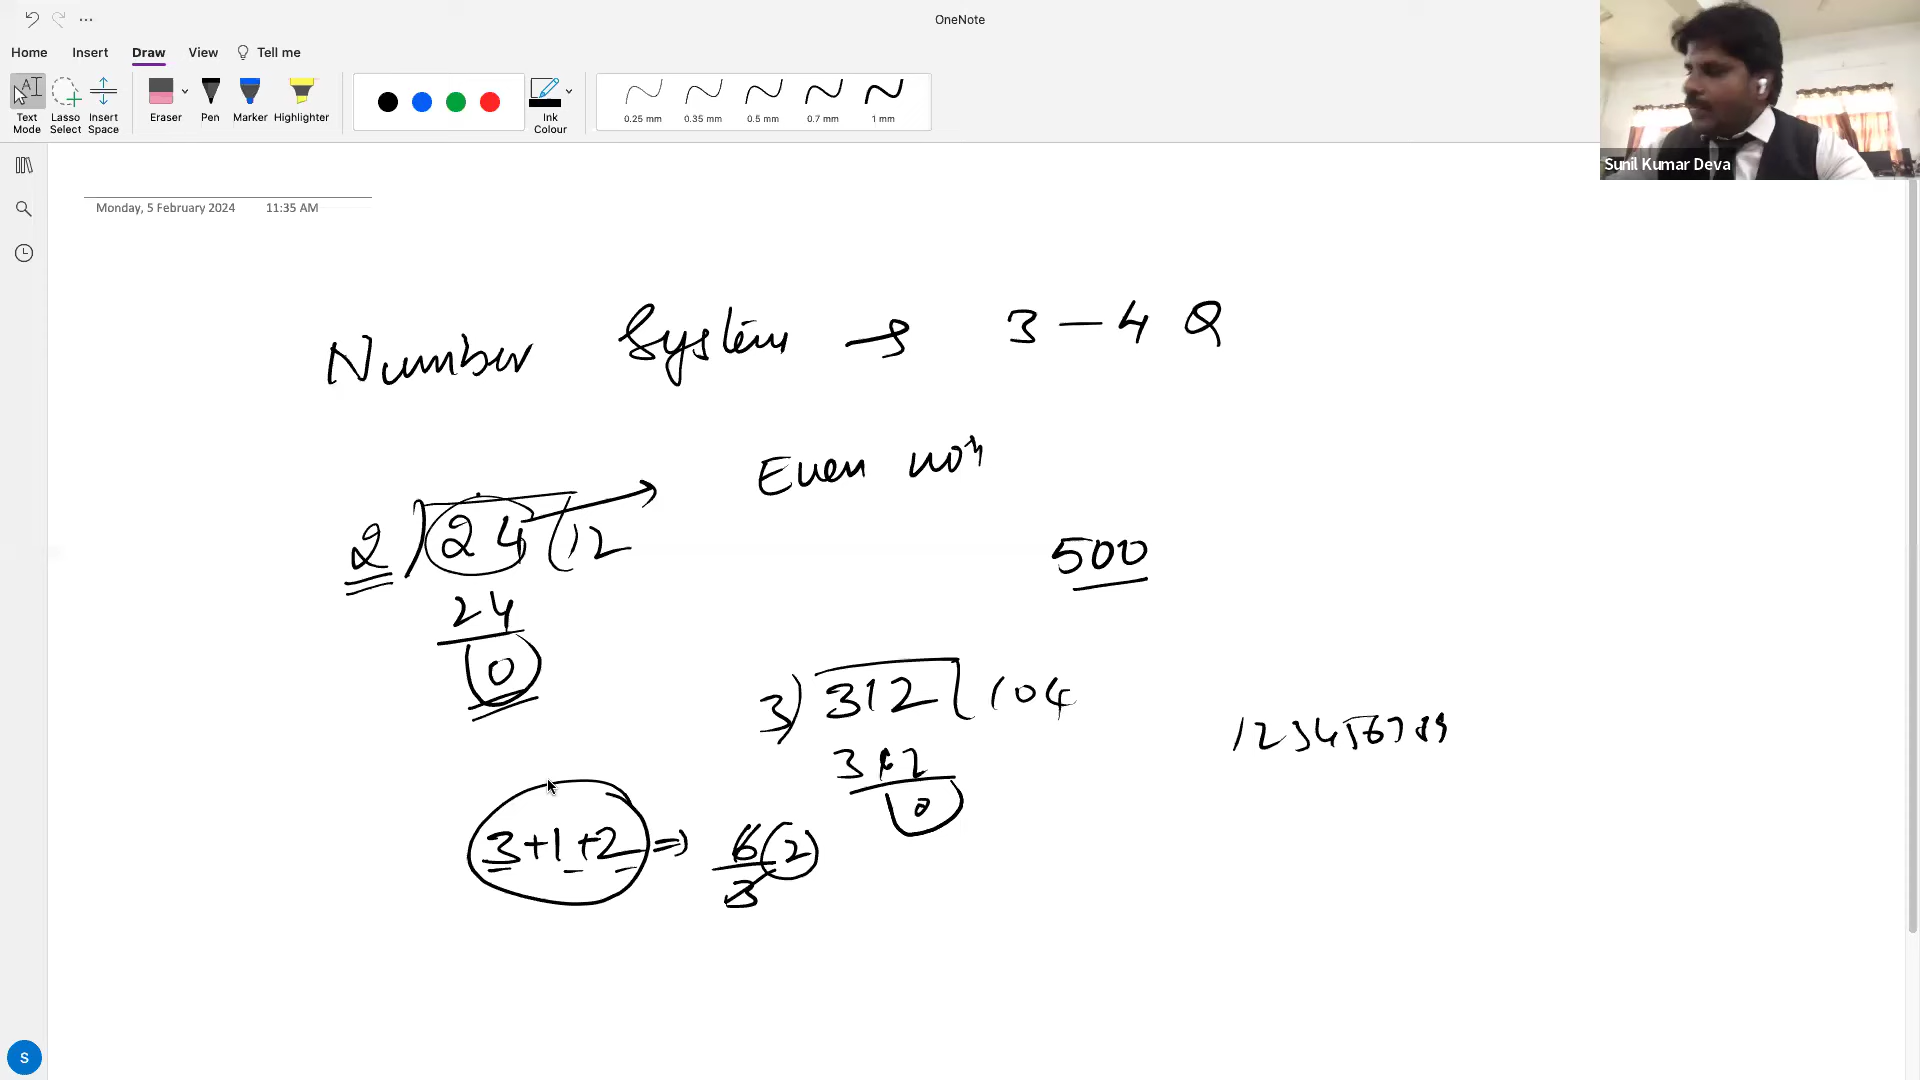 OneNote
Home Insert Draw View Tell me
Text Mode Lasso Select Insert Space Eraser Pen Marker Highlighter Ink Colour 0.25 mm 0.35 mm 0.5 mm 0.7 mm 1 mm
Sunil Kumar Deva
Monday, 5 February 2024 11:35 AM
Number System → 3 - 4 Q
Even no's
2) 24 (12
24
0
500
3) 312 ( 104
312
0
123456789
3+1+2 ⇒ 6 (2
3
S